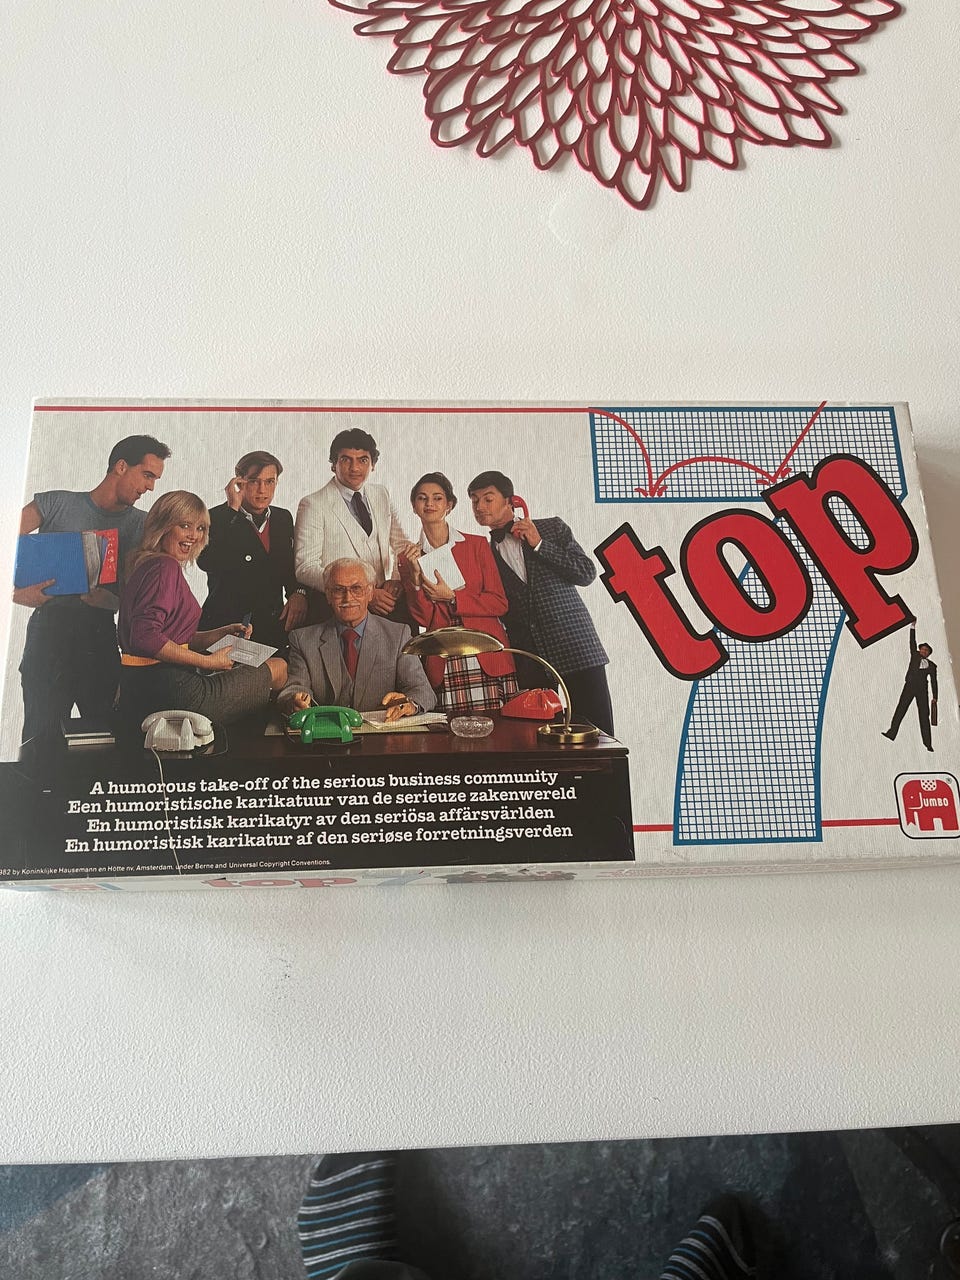 7
top
A humorous take-off of the serious business community
Een humoristische karikatuur van de serieuze zakenwereld
En humoristisk karikatyr av den seriösa affärsvärlden
En humoristisk karikatur af den seriøse forretningsverden
982 by Koninklijke Hausemann en Hötte nv. Amsterdam. under Berne and Universal Copyright Conventions.
Jumbo
top